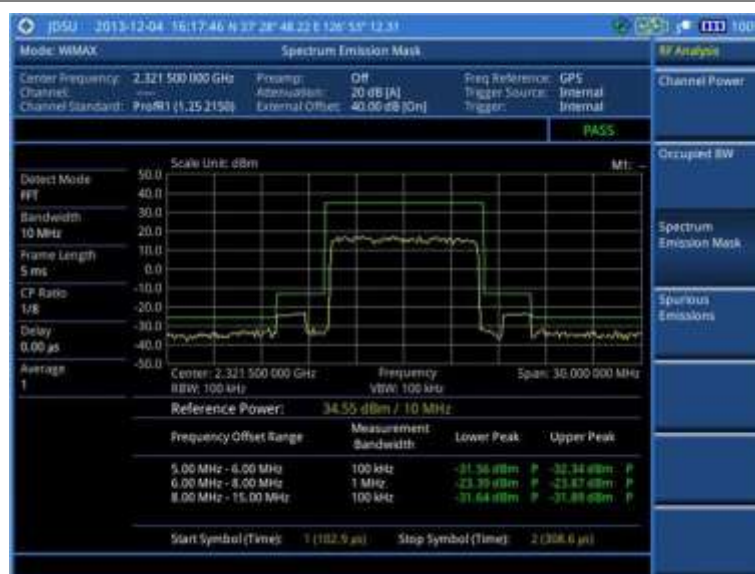 JDSU 2013-12-04 16:17:46 N 37° 28' 48.22 E 126° 53' 12.31 100
Mode: WiMAX Spectrum Emission Mask RF Analysis
Center Frequency: 2.321 500 000 GHz Preamp: Off Freq Reference: GPS
Channel: ---- Attenuation: 20 dB [A] Trigger Source: Internal
Channel Standard: ProfR1 (1,25 2150) External Offset: 40.00 dB [On] Trigger: Internal
Channel Power
PASS
Scale Unit: dBm M1: --
Occupied BW
Detect Mode
FFT
Bandwidth
10 MHz
Frame Length
5 ms
CP Ratio
1/8
Delay
0.00 µs
Average
1
50.0
40.0
30.0
20.0
10.0
0.0
-10.0
-20.0
-30.0
-40.0
-50.0
Spectrum
Emission Mask
Spurious
Emissions
Center: 2.321 500 000 GHz Frequency Span: 30.000 000 MHz
RBW: 100 kHz VBW: 100 kHz
Reference Power: 34.55 dBm / 10 MHz
Frequency Offset Range Measurement Bandwidth Lower Peak Upper Peak
5.00 MHz - 6.00 MHz 100 kHz -31.56 dBm P -32.34 dBm P
6.00 MHz - 8.00 MHz 1 MHz -23.39 dBm P -23.87 dBm P
8.00 MHz - 15.00 MHz 100 kHz -31.64 dBm P -31.89 dBm P
Start Symbol (Time): 1 (102.9 µs) Stop Symbol (Time): 2 (308.6 µs)